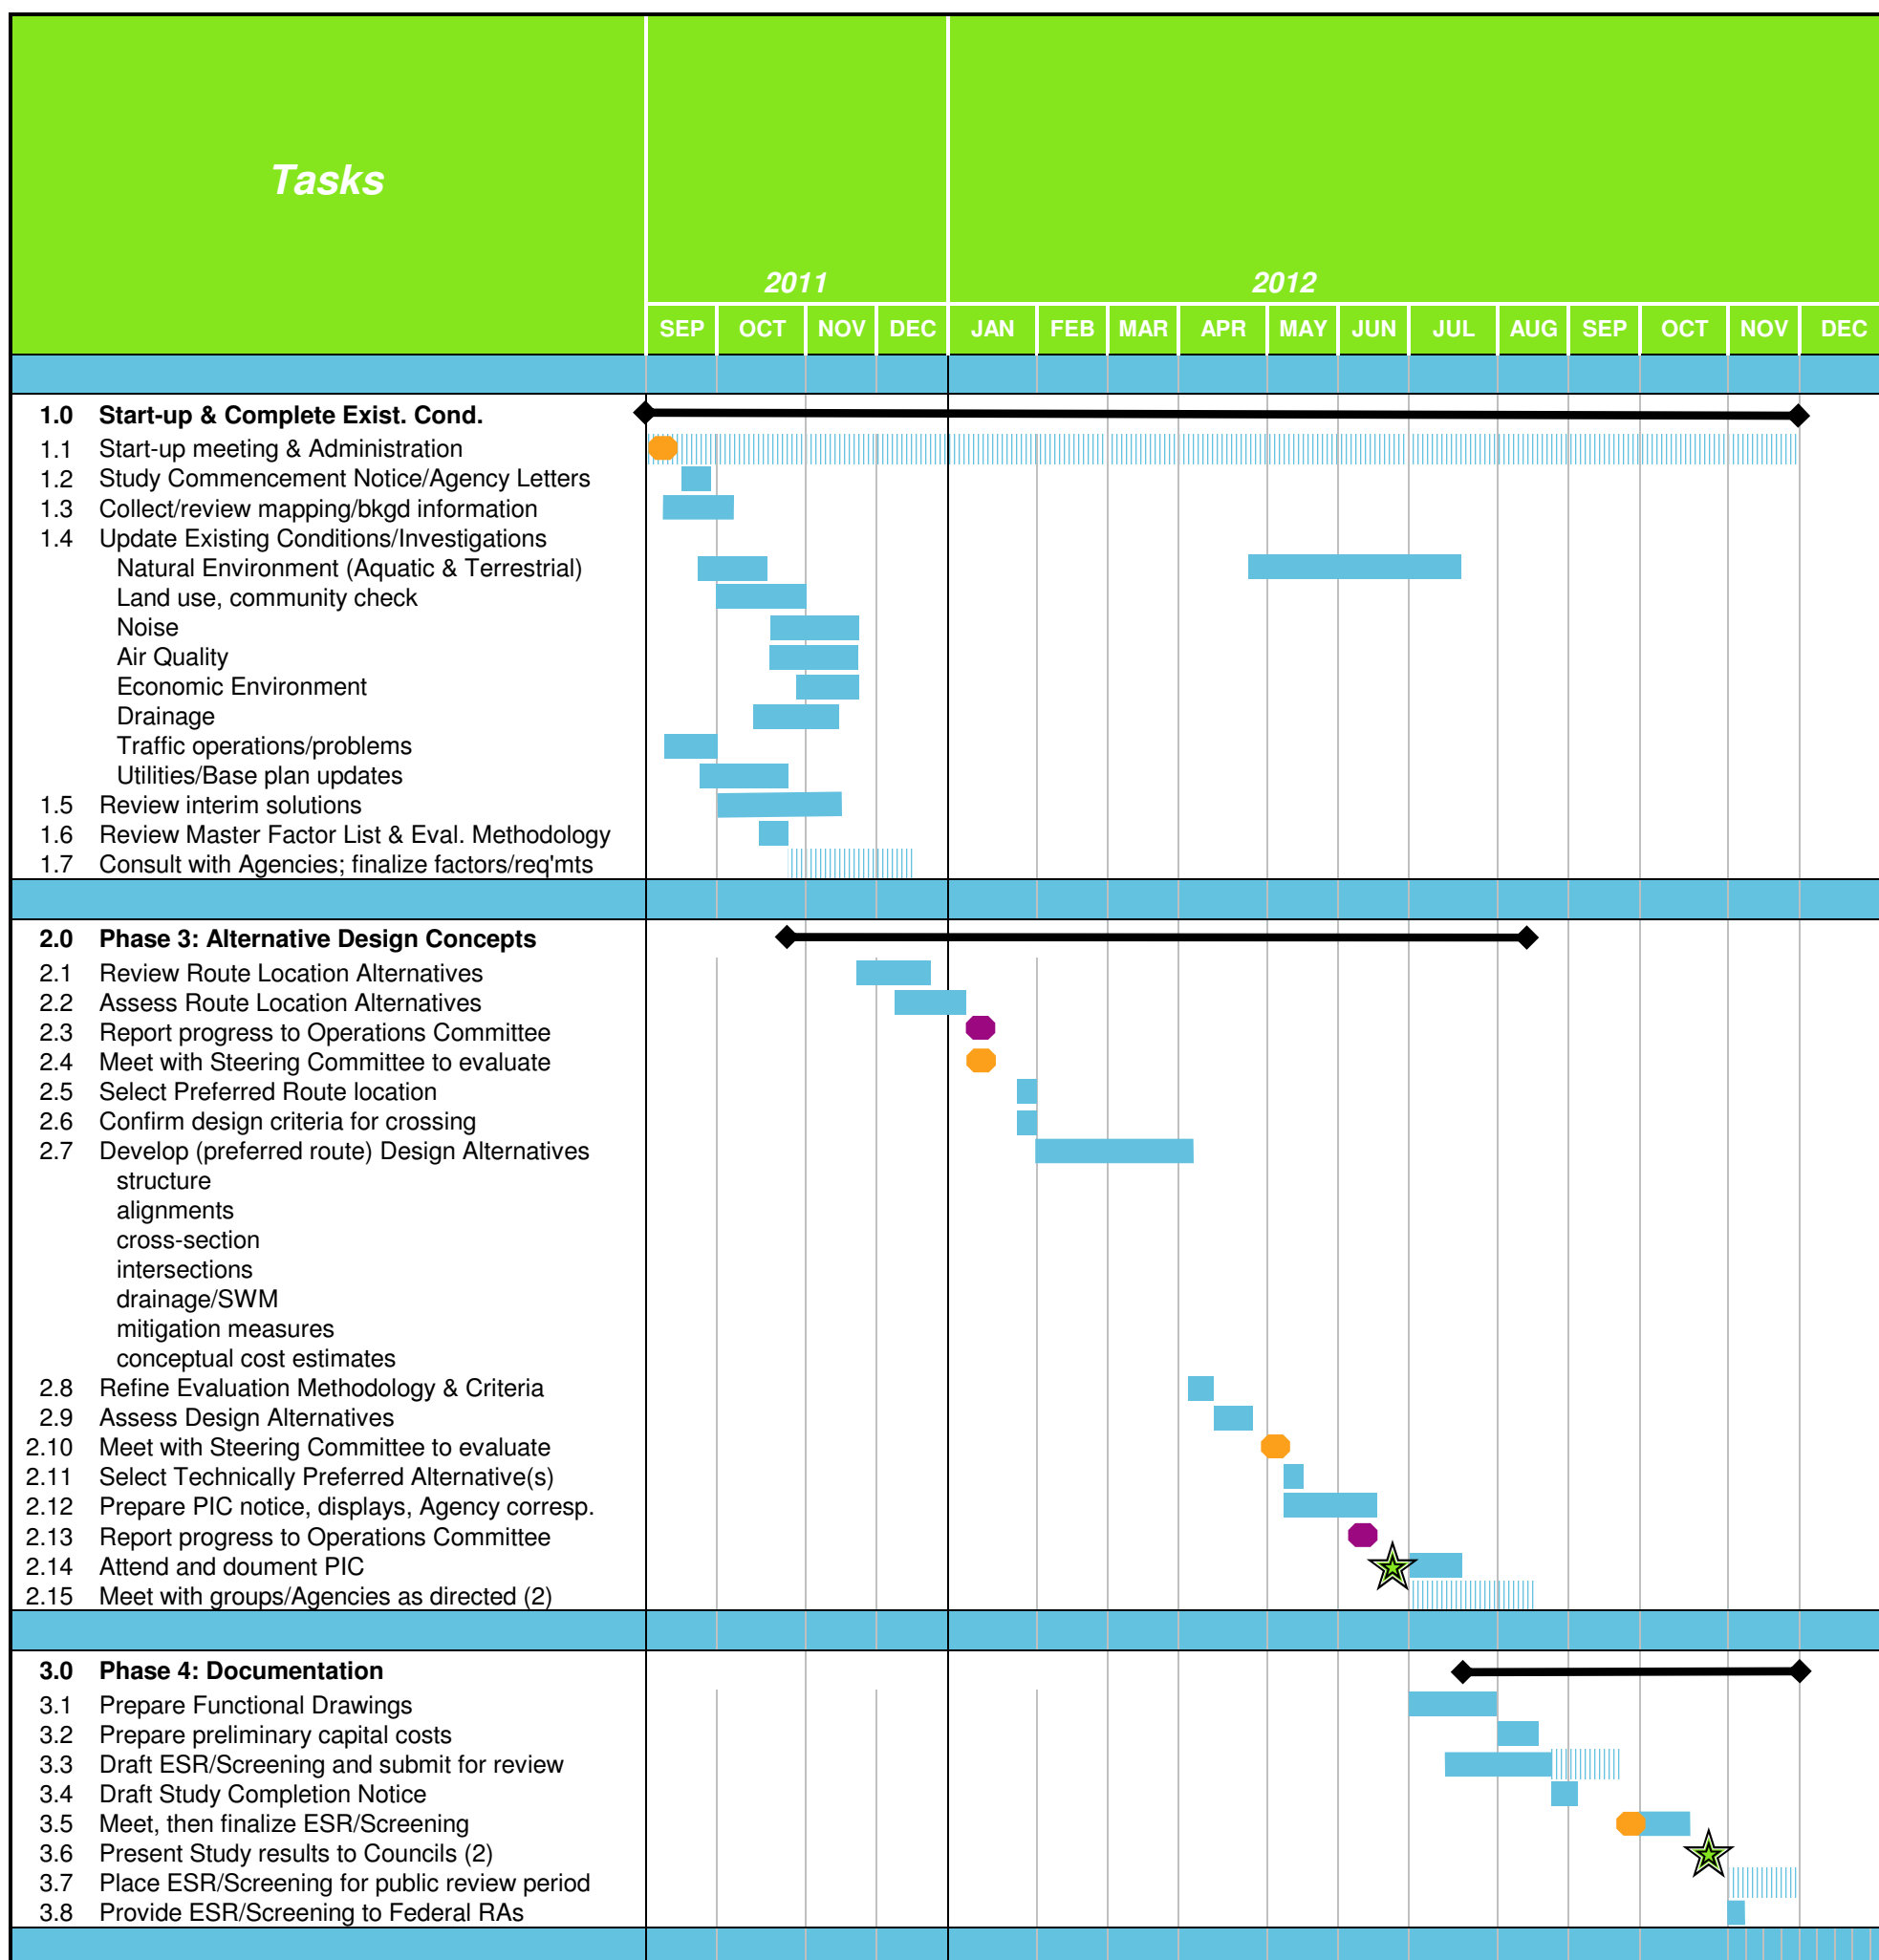 Tasks
2011 2012
SEP OCT NOV DEC JAN FEB MAR APR MAY JUN JUL AUG SEP OCT NOV DEC
1.0 Start-up & Complete Exist. Cond.
1.1 Start-up meeting & Administration
1.2 Study Commencement Notice/Agency Letters
1.3 Collect/review mapping/bkgd information
1.4 Update Existing Conditions/Investigations
Natural Environment (Aquatic & Terrestrial)
Land use, community check
Noise
Air Quality
Economic Environment
Drainage
Traffic operations/problems
Utilities/Base plan updates
1.5 Review interim solutions
1.6 Review Master Factor List & Eval. Methodology
1.7 Consult with Agencies; finalize factors/req'mts
2.0 Phase 3: Alternative Design Concepts
2.1 Review Route Location Alternatives
2.2 Assess Route Location Alternatives
2.3 Report progress to Operations Committee
2.4 Meet with Steering Committee to evaluate
2.5 Select Preferred Route location
2.6 Confirm design criteria for crossing
2.7 Develop (preferred route) Design Alternatives
structure
alignments
cross-section
intersections
drainage/SWM
mitigation measures
conceptual cost estimates
2.8 Refine Evaluation Methodology & Criteria
2.9 Assess Design Alternatives
2.10 Meet with Steering Committee to evaluate
2.11 Select Technically Preferred Alternative(s)
2.12 Prepare PIC notice, displays, Agency corresp.
2.13 Report progress to Operations Committee
2.14 Attend and doument PIC
2.15 Meet with groups/Agencies as directed (2)
3.0 Phase 4: Documentation
3.1 Prepare Functional Drawings
3.2 Prepare preliminary capital costs
3.3 Draft ESR/Screening and submit for review
3.4 Draft Study Completion Notice
3.5 Meet, then finalize ESR/Screening
3.6 Present Study results to Councils (2)
3.7 Place ESR/Screening for public review period
3.8 Provide ESR/Screening to Federal RAs